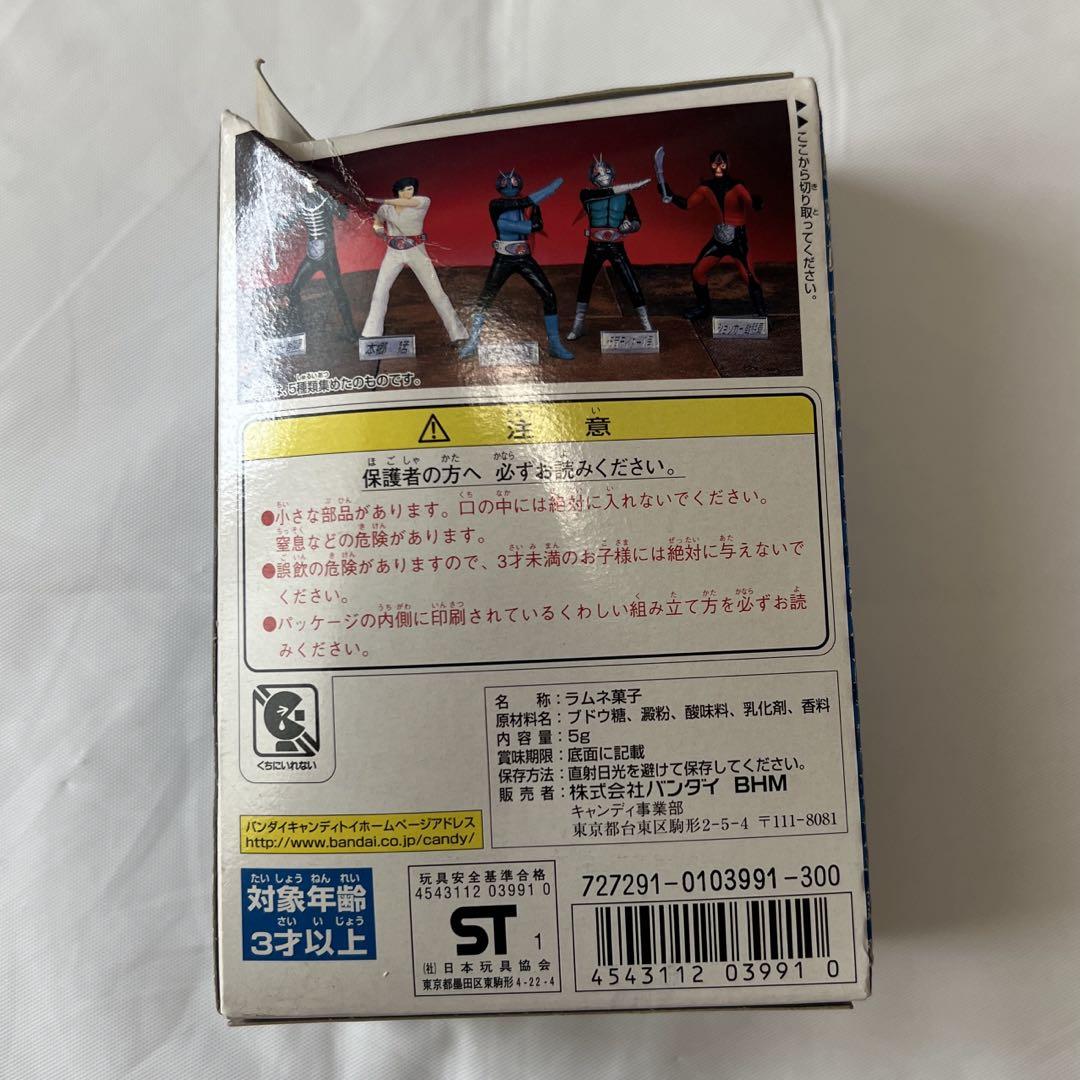 ▶▶ここから切り取ってください。
本郷 猛
、5種類集めたのものです。
⚠ 注意
保護者の方へ 必ずお読みください。
●小さな部品があります。口の中には絶対に入れないでください。
窒息などの危険があります。
●誤飲の危険がありますので、3才未満のお子様には絶対に与えないで
ください。
●パッケージの内側に印刷されているくわしい組み立て方を必ずお読
みください。
くちにいれない
名 称:ラムネ菓子
原材料名:ブドウ糖、澱粉、酸味料、乳化剤、香料
内 容 量:5g
賞味期限:底面に記載
保存方法:直射日光を避けて保存してください。
販 売 者:株式会社バンダイ BHM
キャンディ事業部
東京都台東区駒形2-5-4 〒111-8081
バンダイキャンディトイホームページアドレス
http://www.bandai.co.jp/candy/
対象年齢
3才以上
玩具安全基準合格
4543112 03991 0
ST 1
(社)日本玩具協会
東京都墨田区東駒形4-22-4
727291-0103991-300
4543112 03991 0